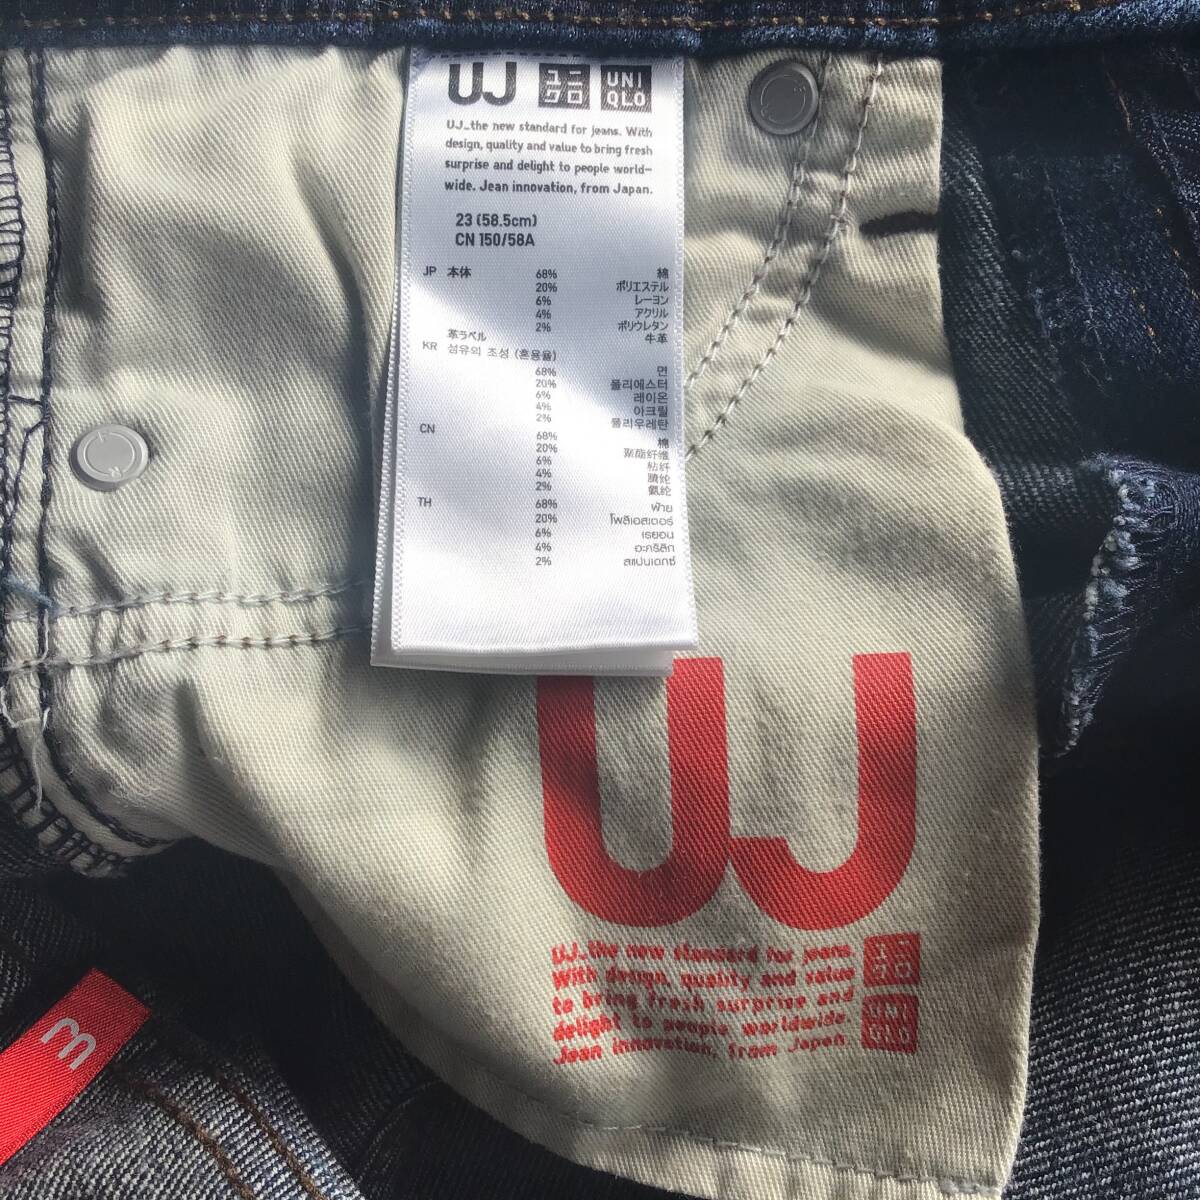 UJ ユニクロ UNIQLO
UJ_the new standard for jeans. With
design, quality and value to bring fresh
surprise and delight to people world-
wide. Jean innovation, from Japan.
23 (58.5cm)
CN 150/58A
JP 本体 68% 綿
20% ポリエステル
6% レーヨン
4% アクリル
2% ポリウレタン
革ラベル 牛革
KR 섬유의 조성 (혼용율)
68% 면
20% 폴리에스터
6% 레이온
4% 아크릴
2% 폴리우레탄
CN 68% 棉
20% 聚酯纤维
6% 粘纤
4% 腈纶
2% 氨纶
TH 68% ฝ้าย
20% โพลีเอสเตอร์
6% เรยอน
4% อะคริลิก
2% สแปนเดกซ์
UJ
UJ_the new standard for jeans.
With design, quality and value
to bring fresh surprise and
delight to people worldwide.
Jean innovation, from Japan.
ユニクロ
UNIQLO